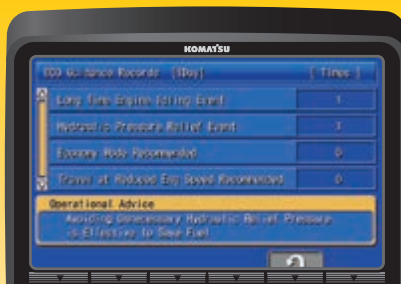 KOMATSU
ECO Guidance Records [1Day] [ Times ]
Long Time Engine Idling Event 1
Hydraulic Pressure Relief Event
Economy Mode Recommended 0
Travel at Reduced Eng Speed Recommended 0
Operational Advice
Avoiding Unnecessary Hydraulic Relief Pressure
is Effective to Save Fuel